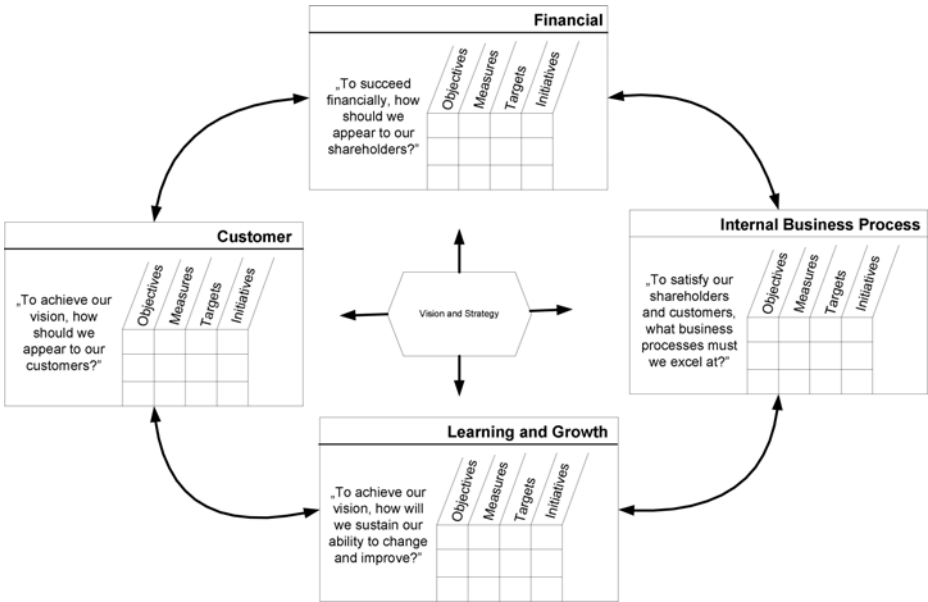 Financial
„To succeed
financially, how
should we
appear to our
shareholders?”
Objectives
Measures
Targets
Initiatives
Customer
„To achieve our
vision, how
should we
appear to our
customers?”
Objectives
Measures
Targets
Initiatives
Vision and Strategy
Internal Business Process
„To satisfy our
shareholders
and customers,
what business
processes must
we excel at?”
Objectives
Measures
Targets
Initiatives
Learning and Growth
„To achieve our
vision, how will
we sustain our
ability to change
and improve?”
Objectives
Measures
Targets
Initiatives